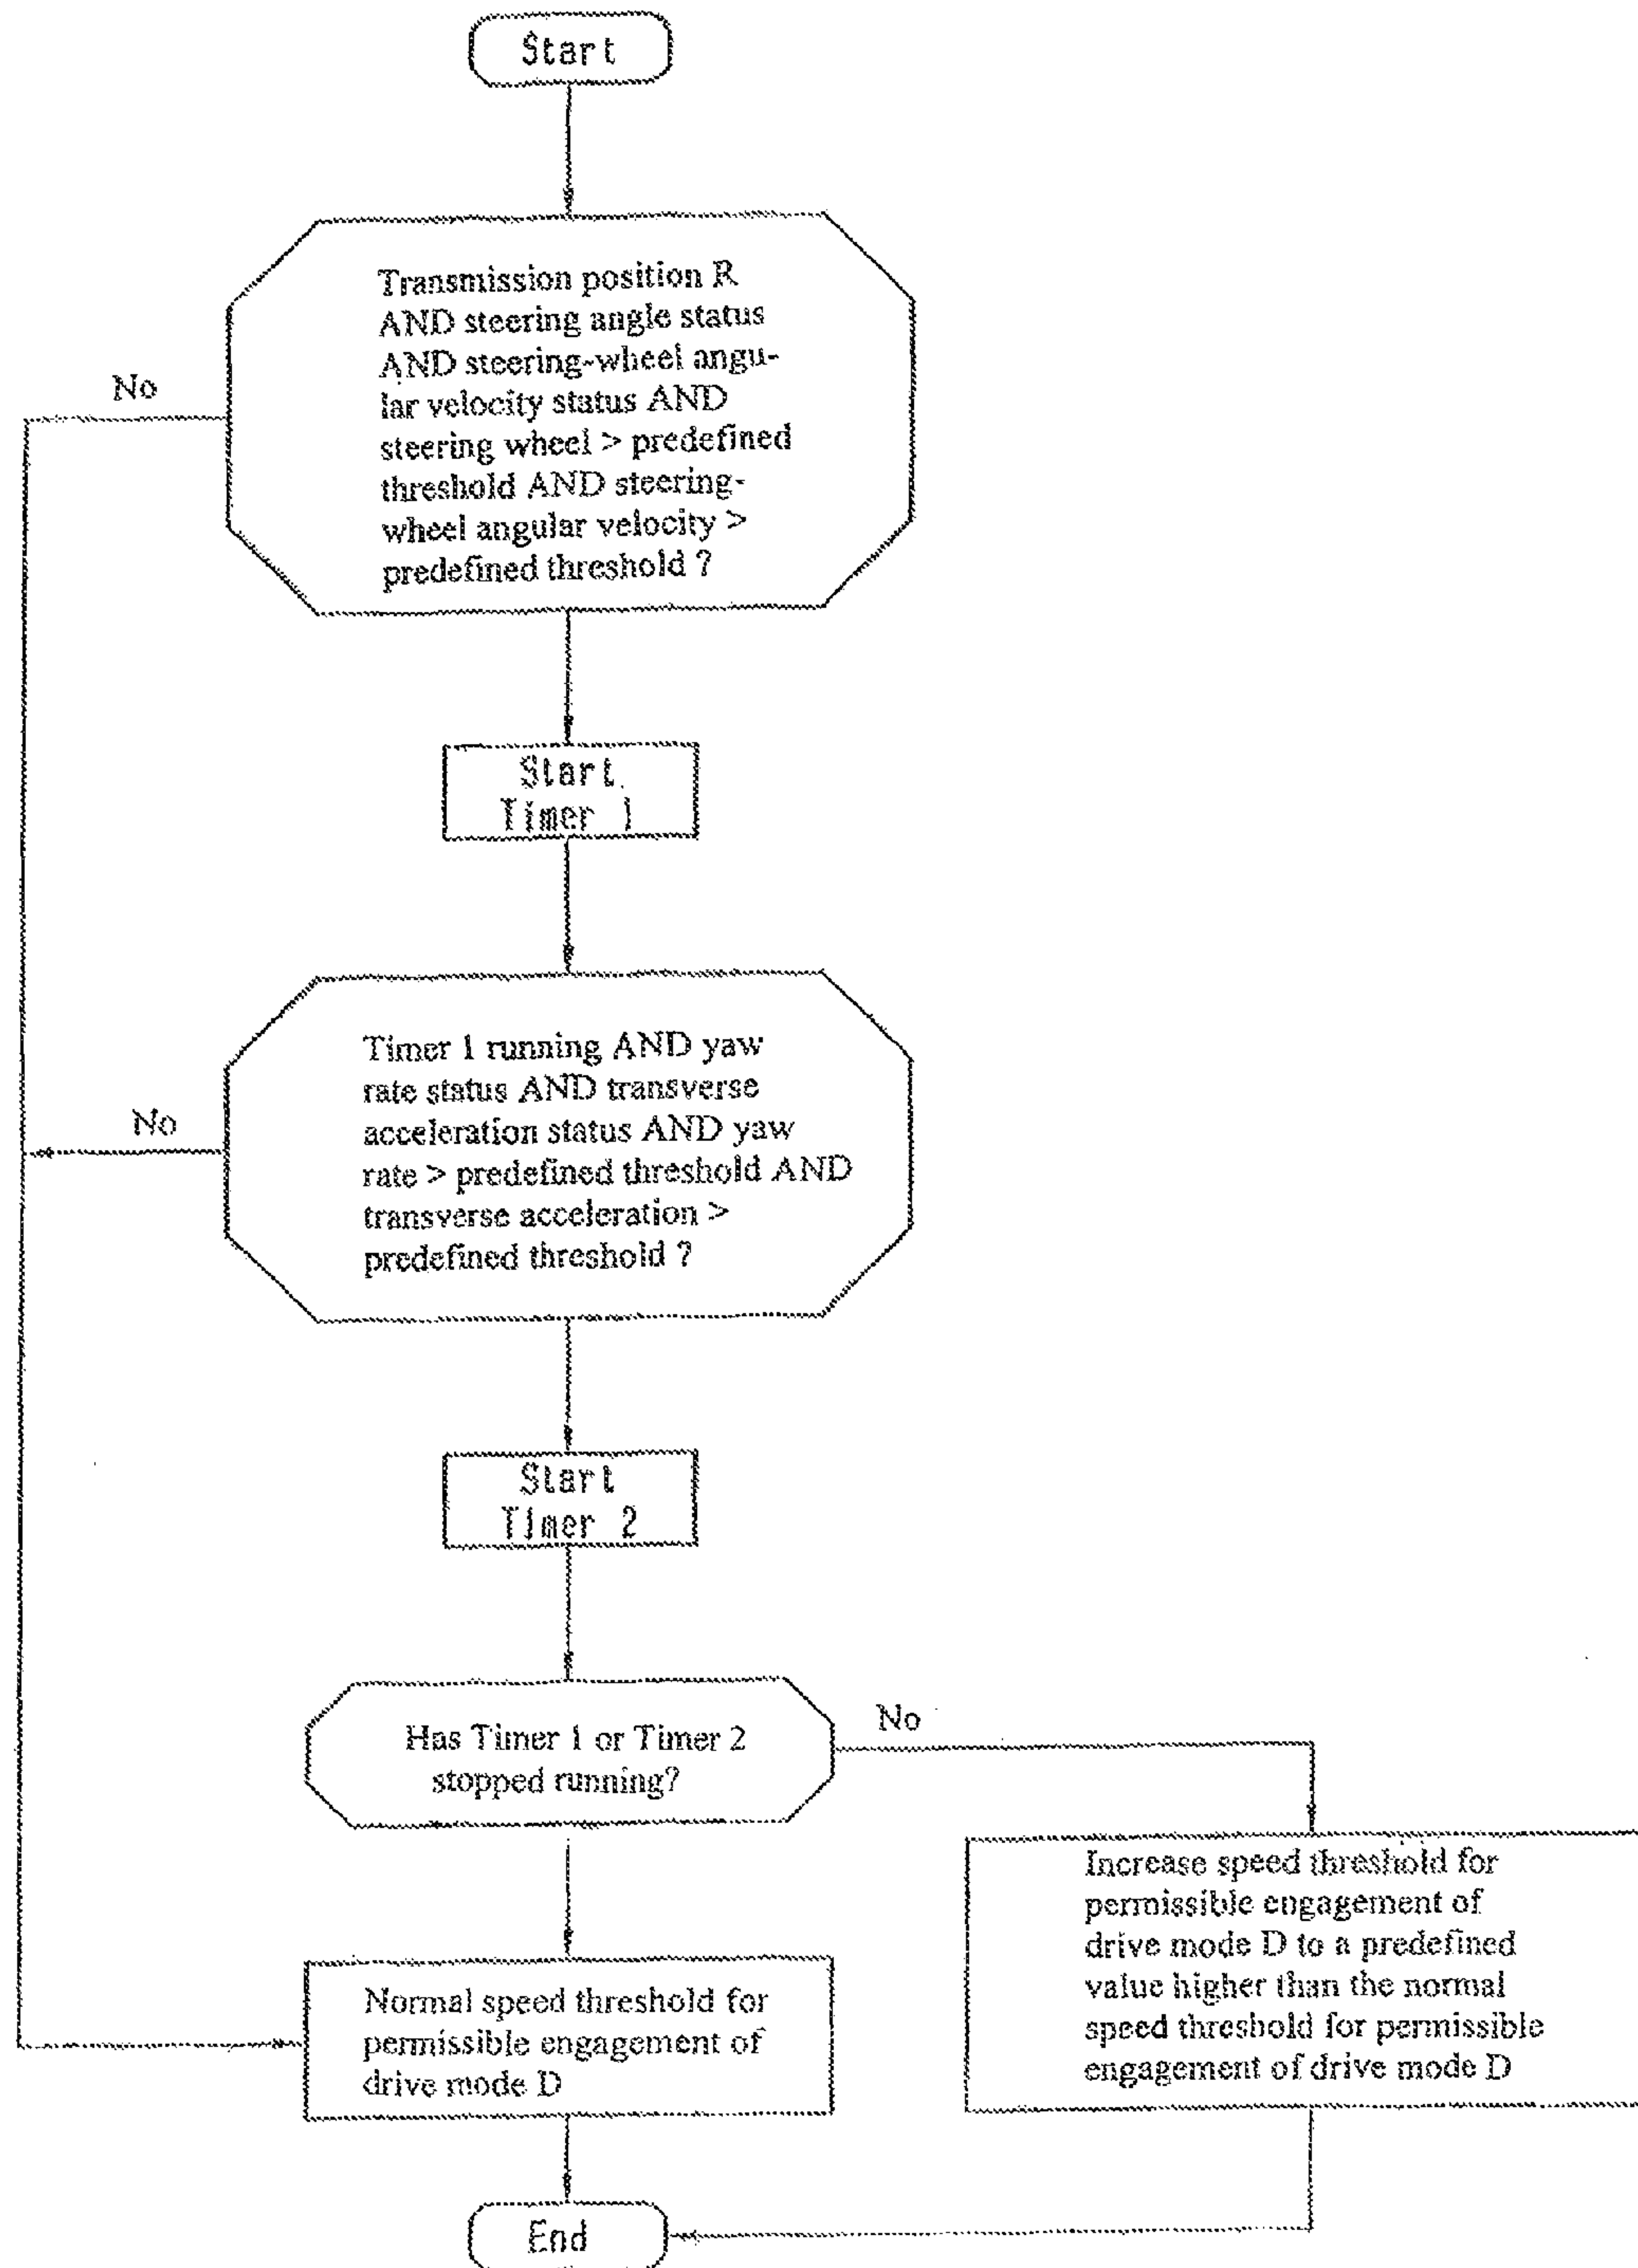 Start
Transmission position R
AND steering angle status
AND steering-wheel angu-
lar velocity status AND
steering wheel > predefined
threshold AND steering-
wheel angular velocity >
predefined threshold ?
No
Start
Timer 1
Timer 1 running AND yaw
rate status AND transverse
acceleration status AND yaw
rate > predefined threshold AND
transverse acceleration >
predefined threshold ?
No
Start
Timer 2
Has Timer 1 or Timer 2
stopped running?
No
Increase speed threshold for
permissible engagement of
drive mode D to a predefined
value higher than the normal
speed threshold for permissible
engagement of drive mode D
Normal speed threshold for
permissible engagement of
drive mode D
End